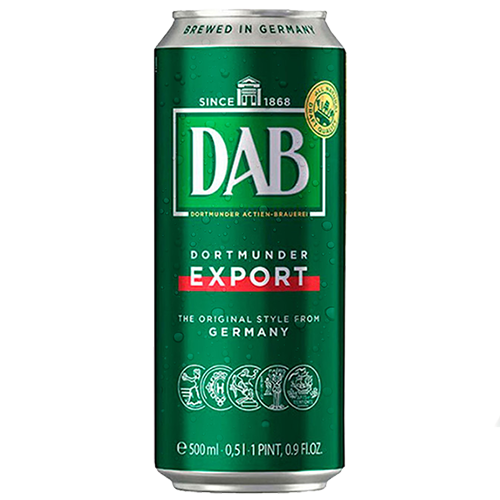 BREWED IN GERMANY
SINCE 1868
DAB
DORTMUNDER ACTIEN-BRAUEREI
DORTMUNDER
EXPORT
THE ORIGINAL STYLE FROM
GERMANY
℮ 500 ml · 0,5 l · 1 PINT, 0.9 FL.OZ.